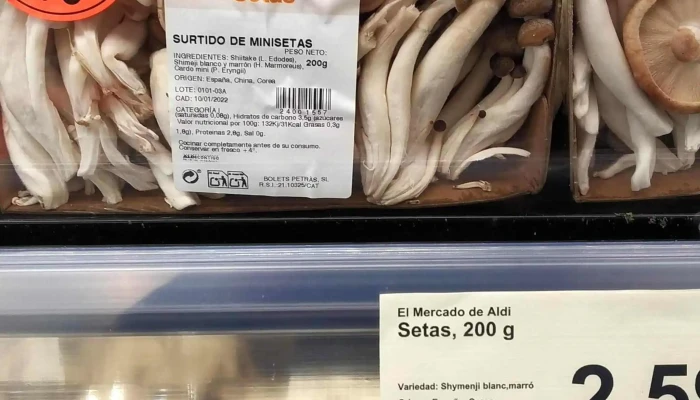 Setas
SURTIDO DE MINISETAS
PESO NETO:
INGREDIENTES: Shiitake (L. Edodes), 200g
Shimeji blanco y marrón (H. Marmoreus),
Cardo mini (P. Eryngii)
ORIGEN: España, China, Corea
LOTE: 0101-03A
CAD: 10/01/2022
CATEGORÍA I
Valor nutricional por 100g: 132Kj/31Kcal Grasas 0,3g
(saturadas 0,08g), Hidratos de carbono 3,5g (azúcares
1,8g), Proteínas 2,8g, Sal 0g.
Cocinar completamente antes de su consumo.
Conservar en fresco + 4°.
BOLETS PETRAS, SL
R.S.I.:21.10325/CAT
El Mercado de Aldi
Setas, 200 g
Variedad: Shymenji blanc,marró